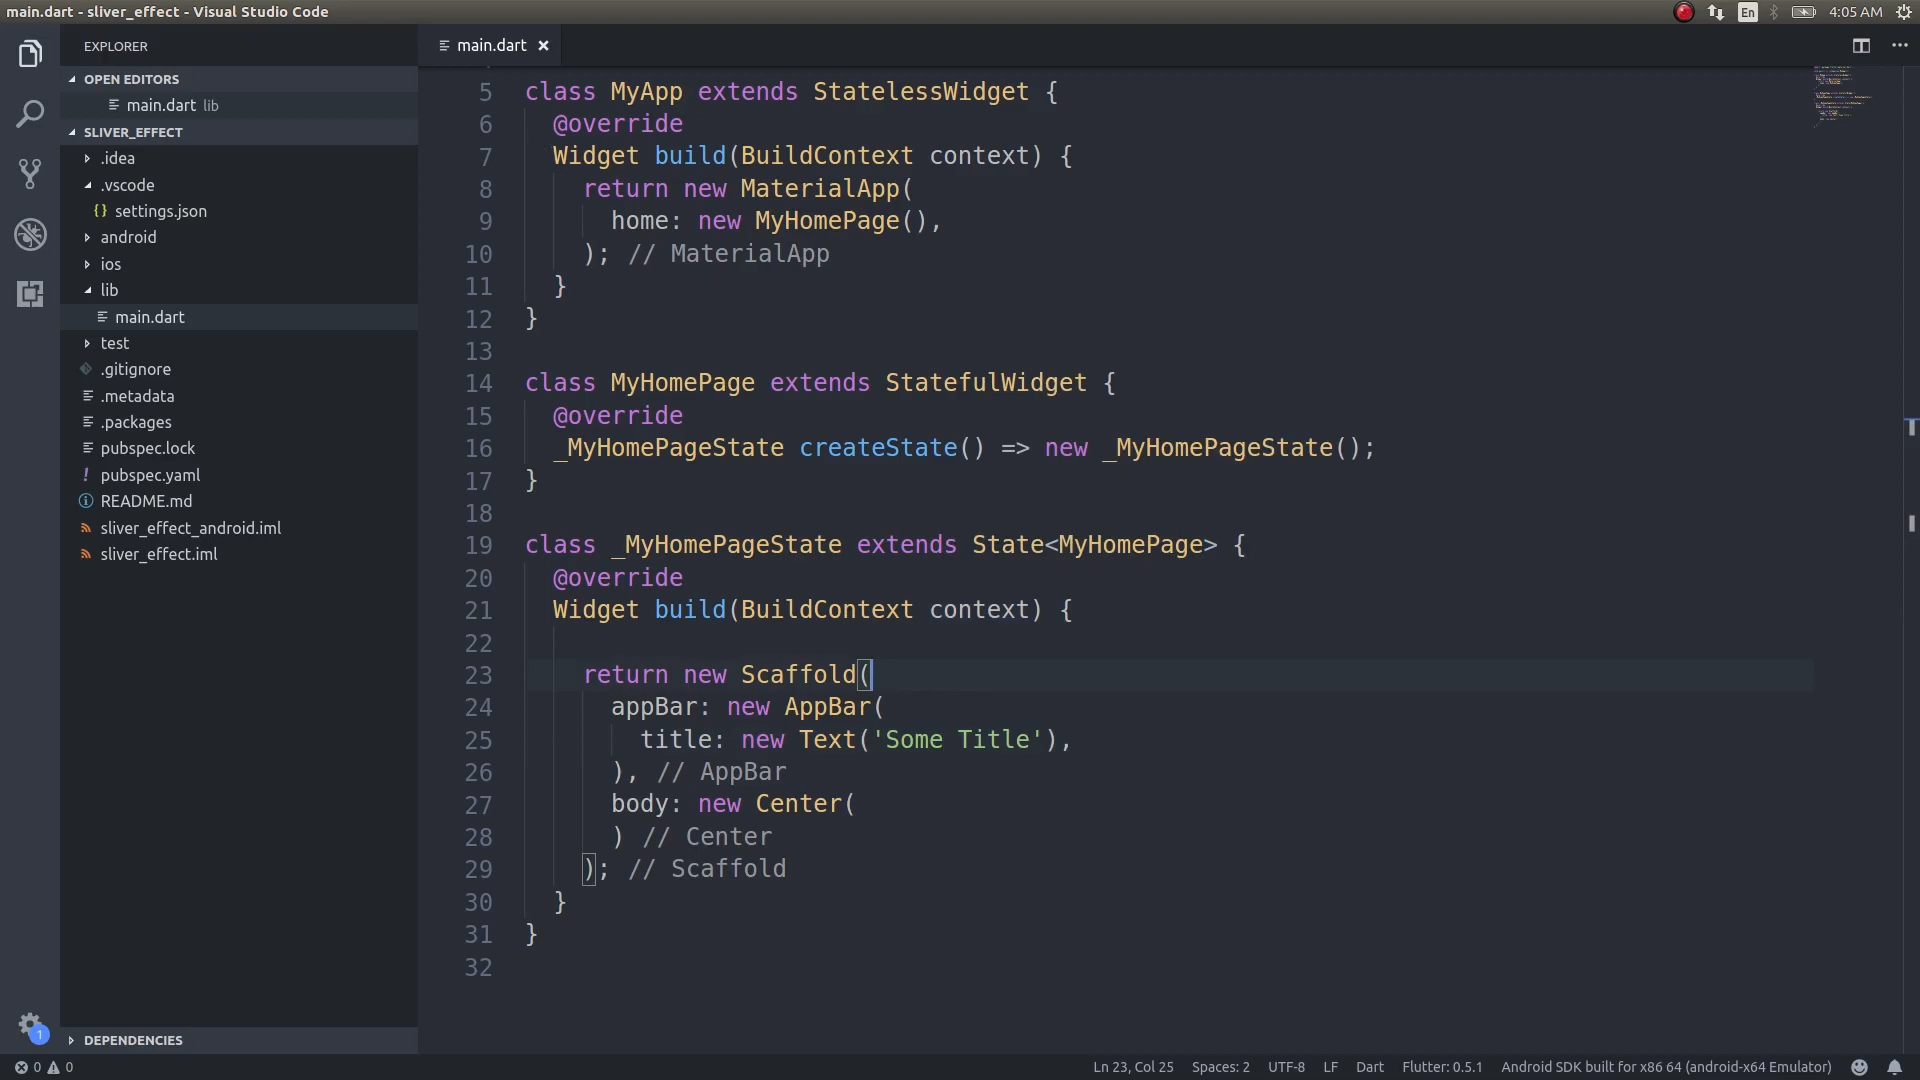 main.dart - sliver_effect - Visual Studio Code
En
4:05 AM
EXPLORER
OPEN EDITORS
main.dart lib
SLIVER_EFFECT
.idea
.vscode
{} settings.json
android
ios
lib
main.dart
test
.gitignore
.metadata
.packages
pubspec.lock
! pubspec.yaml
README.md
sliver_effect_android.iml
sliver_effect.iml
DEPENDENCIES
1
main.dart ×
5 class MyApp extends StatelessWidget {
6 @override
7 Widget build(BuildContext context) {
8 return new MaterialApp(
9 home: new MyHomePage(),
10 ); // MaterialApp
11 }
12 }
13
14 class MyHomePage extends StatefulWidget {
15 @override
16 _MyHomePageState createState() => new _MyHomePageState();
17 }
18
19 class _MyHomePageState extends State<MyHomePage> {
20 @override
21 Widget build(BuildContext context) {
22
23 return new Scaffold(
24 appBar: new AppBar(
25 title: new Text('Some Title'),
26 ), // AppBar
27 body: new Center(
28 ) // Center
29 ); // Scaffold
30 }
31 }
32
0 0
Ln 23, Col 25 Spaces: 2 UTF-8 LF Dart Flutter: 0.5.1 Android SDK built for x86 64 (android-x64 Emulator)